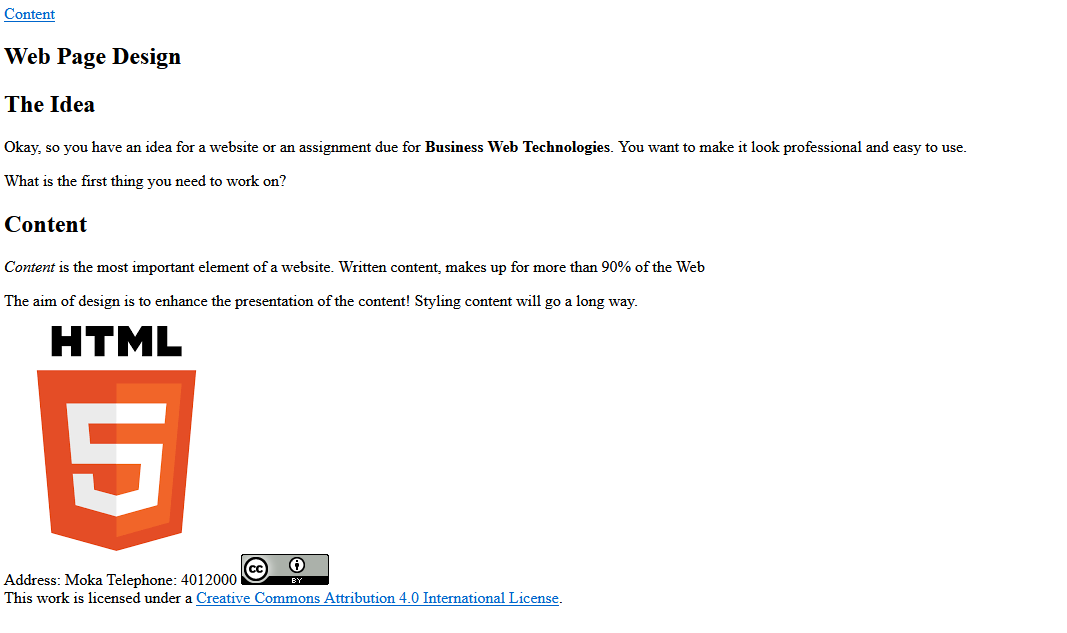 Content
Web Page Design
The Idea
Okay, so you have an idea for a website or an assignment due for Business Web Technologies. You want to make it look professional and easy to use.
What is the first thing you need to work on?
Content
Content is the most important element of a website. Written content, makes up for more than 90% of the Web
The aim of design is to enhance the presentation of the content! Styling content will go a long way.
HTML
5
Address: Moka Telephone: 4012000 cc BY
This work is licensed under a Creative Commons Attribution 4.0 International License.